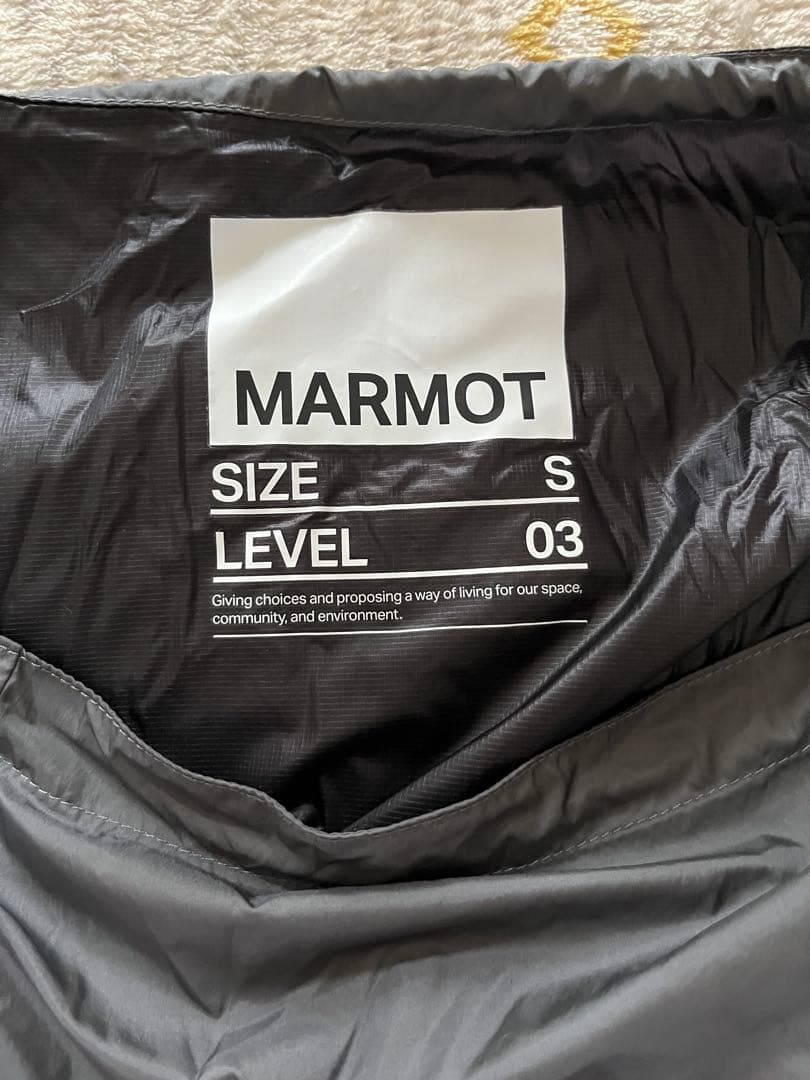 MARMOT
SIZE S
LEVEL 03
Giving choices and proposing a way of living for our space,
community, and environment.